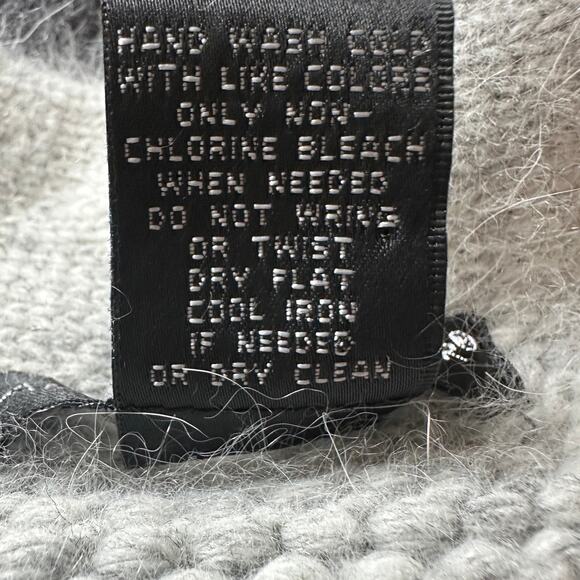 HAND WASH COLD
WITH LIKE COLORS
ONLY NON-
CHLORINE BLEACH
WHEN NEEDED
DO NOT WRING
OR TWIST
DRY FLAT
COOL IRON
IF NEEDED
OR DRY CLEAN